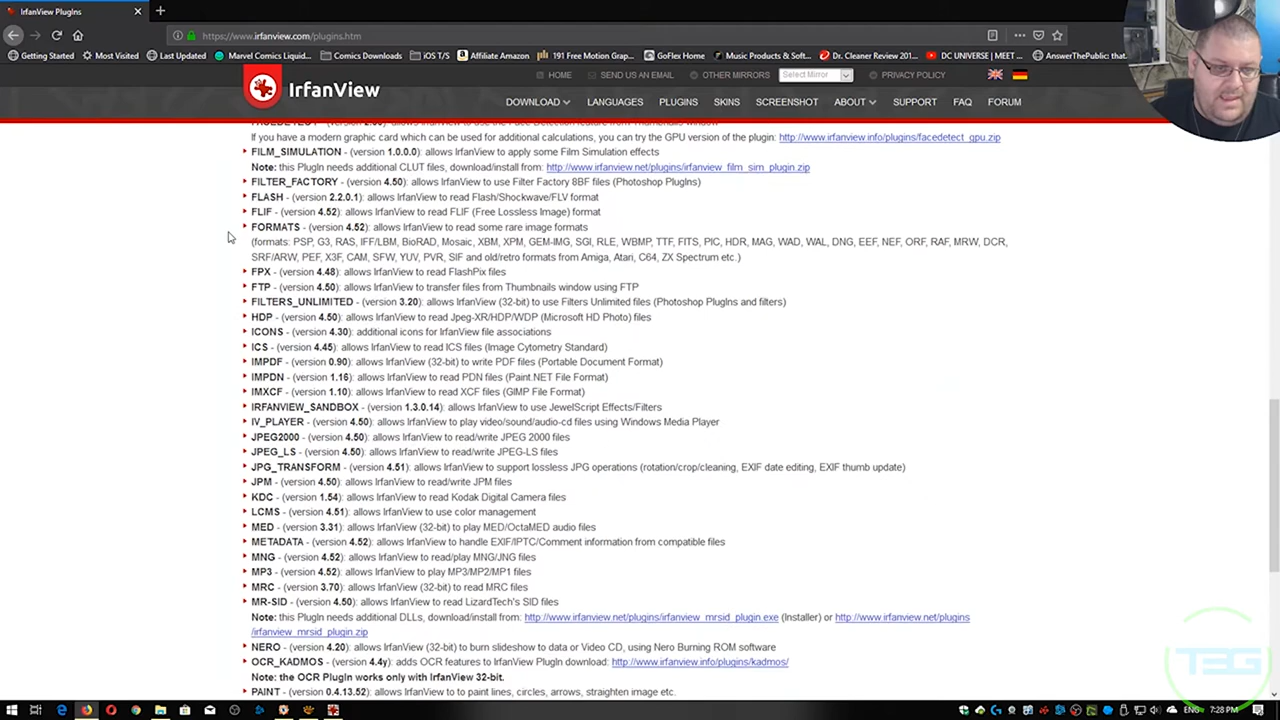 IrfanView PlugIns
https://www.irfanview.com/plugins.htm
Getting Started Most Visited Last Updated Marvel Comics Univers... Comics Downloads iOS T/S Affiliate Amazon 191 Free Motion Grap... GoFlex Home Music Products & Soft... Dr. Cleaner Review 201... DC UNIVERSE | MEET ... AnswerThePublic: that...
HOME SEND US AN EMAIL OTHER MIRRORS Select Mirror PRIVACY POLICY
IrfanView
DOWNLOAD LANGUAGES PLUGINS SKINS SCREENSHOT ABOUT SUPPORT FAQ FORUM
If you have a modern graphic card which can be used for additional calculations, you can try the GPU version of the plugin: http://www.irfanview.info/plugins/facedetect_gpu.zip
FILM_SIMULATION - (version 1.0.0.0): allows IrfanView to apply some Film Simulation effects
Note: this PlugIn needs additional CLUT files, download/install from: http://www.irfanview.net/plugins/irfanview_film_sim_plugin.zip
FILTER_FACTORY - (version 4.50): allows IrfanView to use Filter Factory 8BF files (Photoshop PlugIns)
FLASH - (version 2.2.0.1): allows IrfanView to read Flash/Shockwave/FLV format
FLIF - (version 4.52): allows IrfanView to read FLIF (Free Lossless Image) format
FORMATS - (version 4.52): allows IrfanView to read some rare image formats
(formats: PSP, G3, RAS, IFF/LBM, BioRAD, Mosaic, XBM, XPM, GEM-IMG, SGI, RLE, WBMP, TTF, FITS, PIC, HDR, MAG, WAD, WAL, DNG, EEF, NEF, ORF, RAF, MRW, DCR,
SRF/ARW, PEF, X3F, CAM, SFW, YUV, PVR, SIF and old/retro formats from Amiga, Atari, C64, ZX Spectrum etc.)
FPX - (version 4.48): allows IrfanView to read FlashPix files
FTP - (version 4.50): allows IrfanView to transfer files from Thumbnails window using FTP
FILTERS_UNLIMITED - (version 3.20): allows IrfanView (32-bit) to use Filters Unlimited files (Photoshop PlugIns and filters)
HDP - (version 4.50): allows IrfanView to read Jpeg-XR/HDP/WDP (Microsoft HD Photo) files
ICONS - (version 4.30): additional icons for IrfanView file associations
ICS - (version 4.45): allows IrfanView to read ICS files (Image Cytometry Standard)
IMPDF - (version 0.90): allows IrfanView (32-bit) to write PDF files (Portable Document Format)
IMPDN - (version 1.16): allows IrfanView to read PDN files (Paint.NET File Format)
IMXCF - (version 1.10): allows IrfanView to read XCF files (GIMP File Format)
IRFANVIEW_SANDBOX - (version 1.3.0.14): allows IrfanView to use JewelScript Effects/Filters
IV_PLAYER - (version 4.50): allows IrfanView to play video/sound/audio-cd files using Windows Media Player
JPEG2000 - (version 4.50): allows IrfanView to read/write JPEG 2000 files
JPEG_LS - (version 4.50): allows IrfanView to read/write JPEG-LS files
JPG_TRANSFORM - (version 4.51): allows IrfanView to support lossless JPG operations (rotation/crop/cleaning, EXIF date editing, EXIF thumb update)
JPM - (version 4.50): allows IrfanView to read/write JPM files
KDC - (version 1.54): allows IrfanView to read Kodak Digital Camera files
LCMS - (version 4.51): allows IrfanView to use color management
MED - (version 3.31): allows IrfanView (32-bit) to play MED/OctaMED audio files
METADATA - (version 4.52): allows IrfanView to handle EXIF/IPTC/Comment information from compatible files
MNG - (version 4.52): allows IrfanView to read/play MNG/JNG files
MP3 - (version 4.52): allows IrfanView to play MP3/MP2/MP1 files
MRC - (version 3.70): allows IrfanView (32-bit) to read MRC files
MR-SID - (version 4.50): allows IrfanView to read LizardTech's SID files
Note: this PlugIn needs additional DLLs, download/install from: http://www.irfanview.net/plugins/irfanview_mrsid_plugin.exe (Installer) or http://www.irfanview.net/plugins
/irfanview_mrsid_plugin.zip
NERO - (version 4.20): allows IrfanView (32-bit) to burn slideshow to data or Video CD, using Nero Burning ROM software
OCR_KADMOS - (version 4.4y): adds OCR features to IrfanView PlugIn download: http://www.irfanview.info/plugins/kadmos/
Note: the OCR PlugIn works only with IrfanView 32-bit.
PAINT - (version 0.4.13.52): allows IrfanView to to paint lines, circles, arrows, straighten image etc.
TBG
ENG 7:28 PM